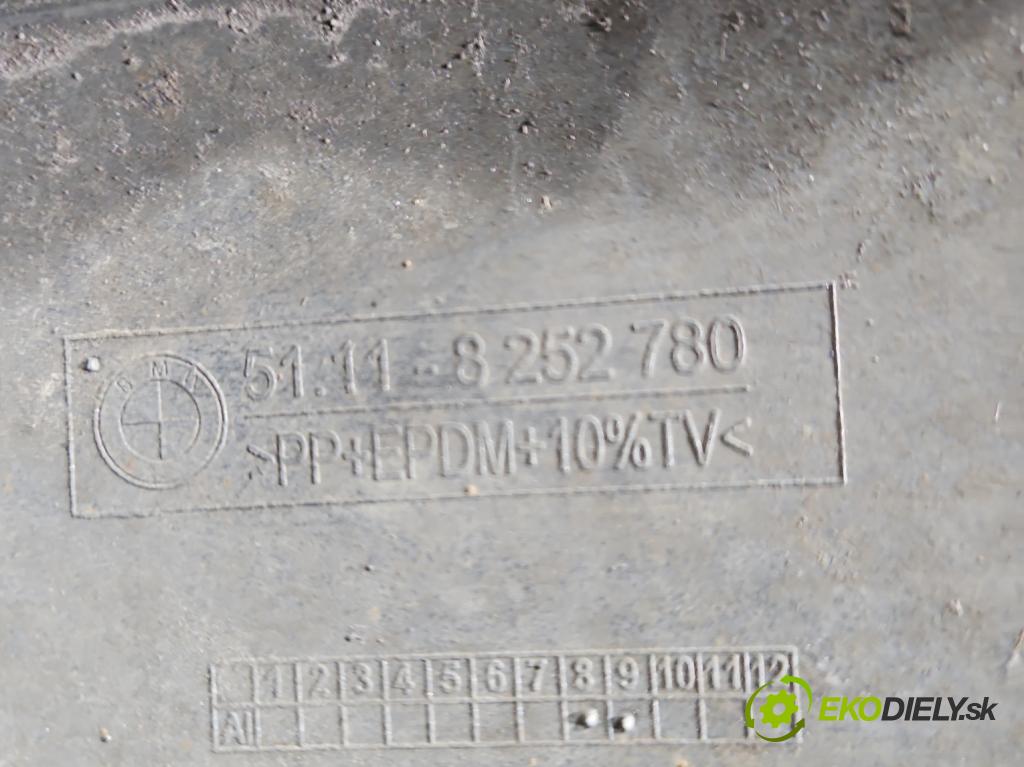 BMW
51.11 - 8 252 780
>PP+EPDM+10%TV<
1 2 3 4 5 6 7 8 9 10 11 12
EKODIELY.sk